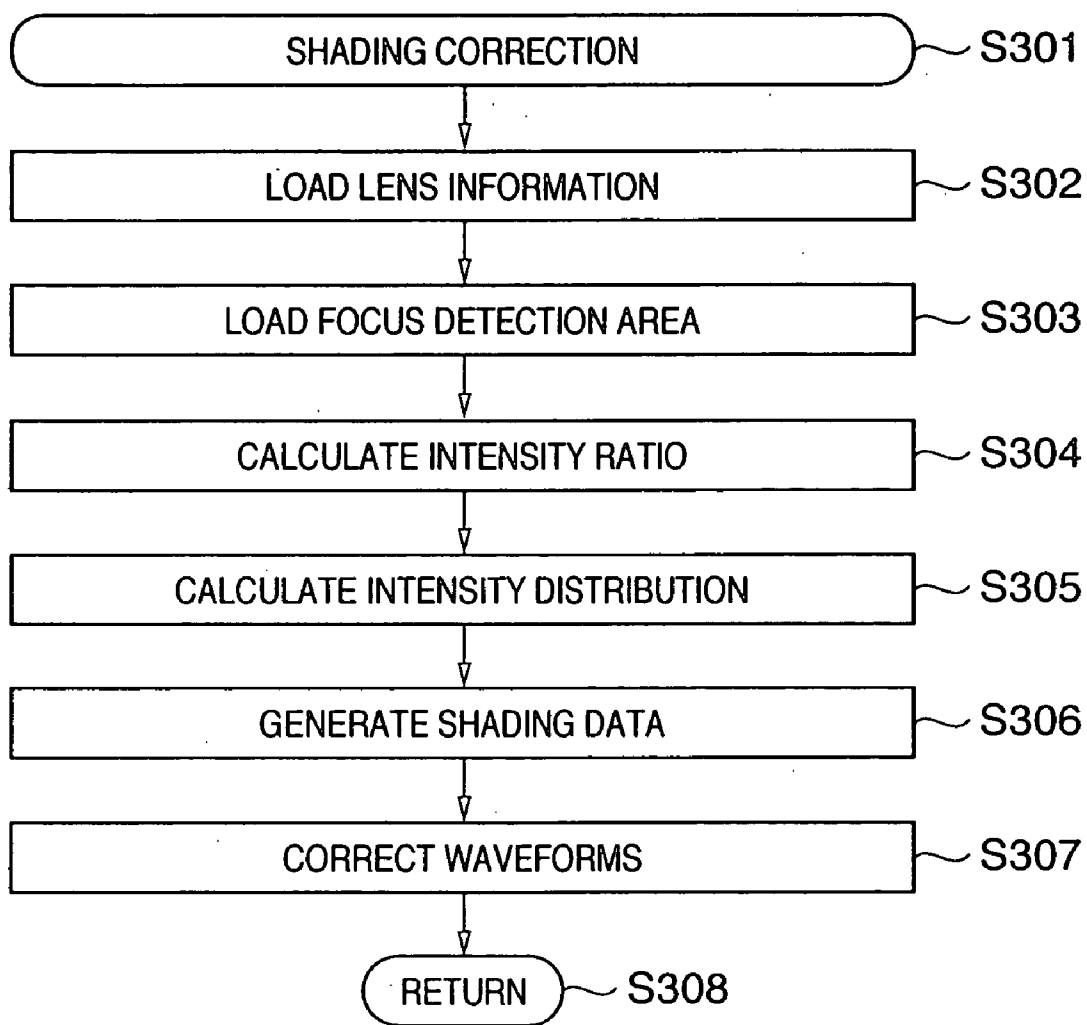 SHADING CORRECTION S301
LOAD LENS INFORMATION S302
LOAD FOCUS DETECTION AREA S303
CALCULATE INTENSITY RATIO S304
CALCULATE INTENSITY DISTRIBUTION S305
GENERATE SHADING DATA S306
CORRECT WAVEFORMS S307
RETURN S308